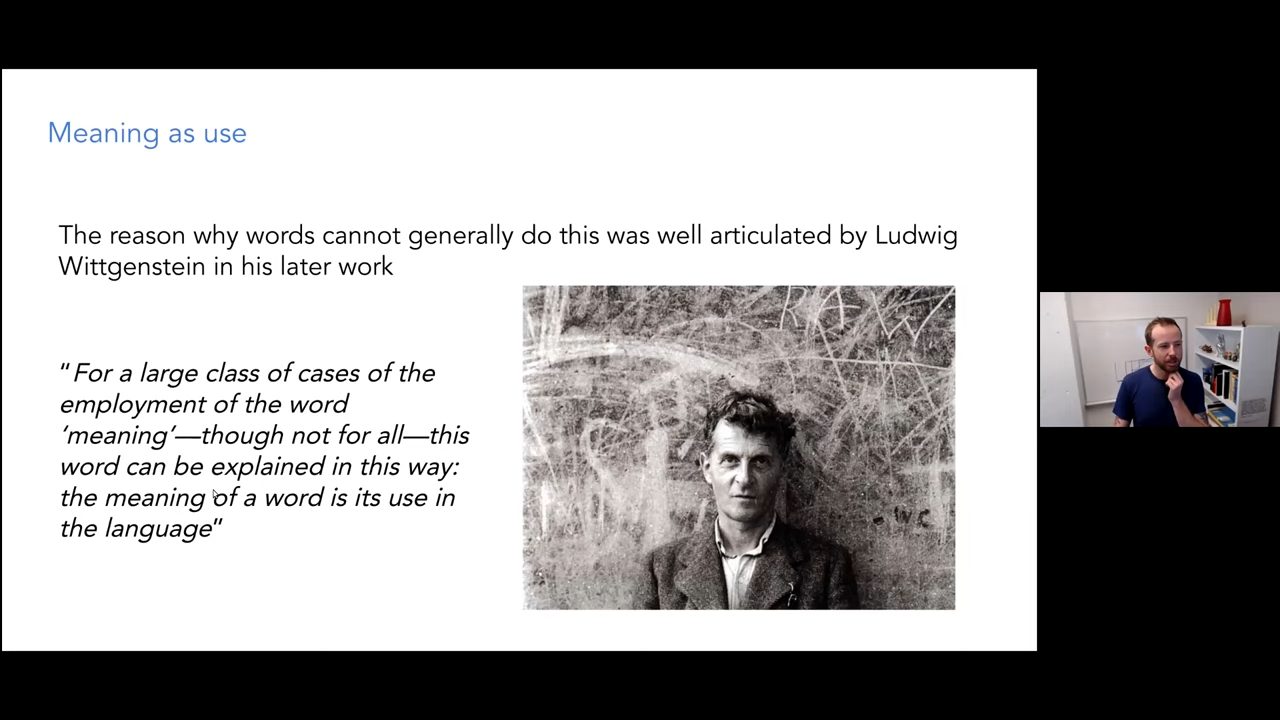 Meaning as use
The reason why words cannot generally do this was well articulated by Ludwig
Wittgenstein in his later work
“For a large class of cases of the
employment of the word
‘meaning’—though not for all—this
word can be explained in this way:
the meaning of a word is its use in
the language”